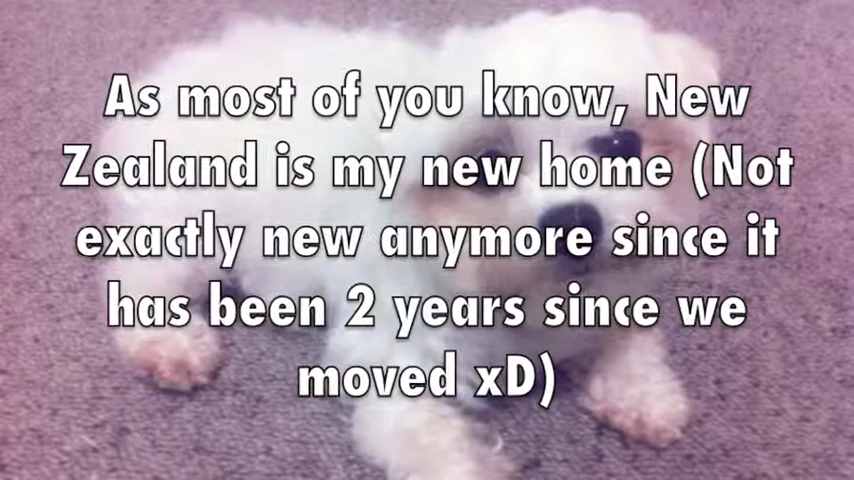 As most of you know, New
Zealand is my new home (Not
exactly new anymore since it
has been 2 years since we
moved xD)